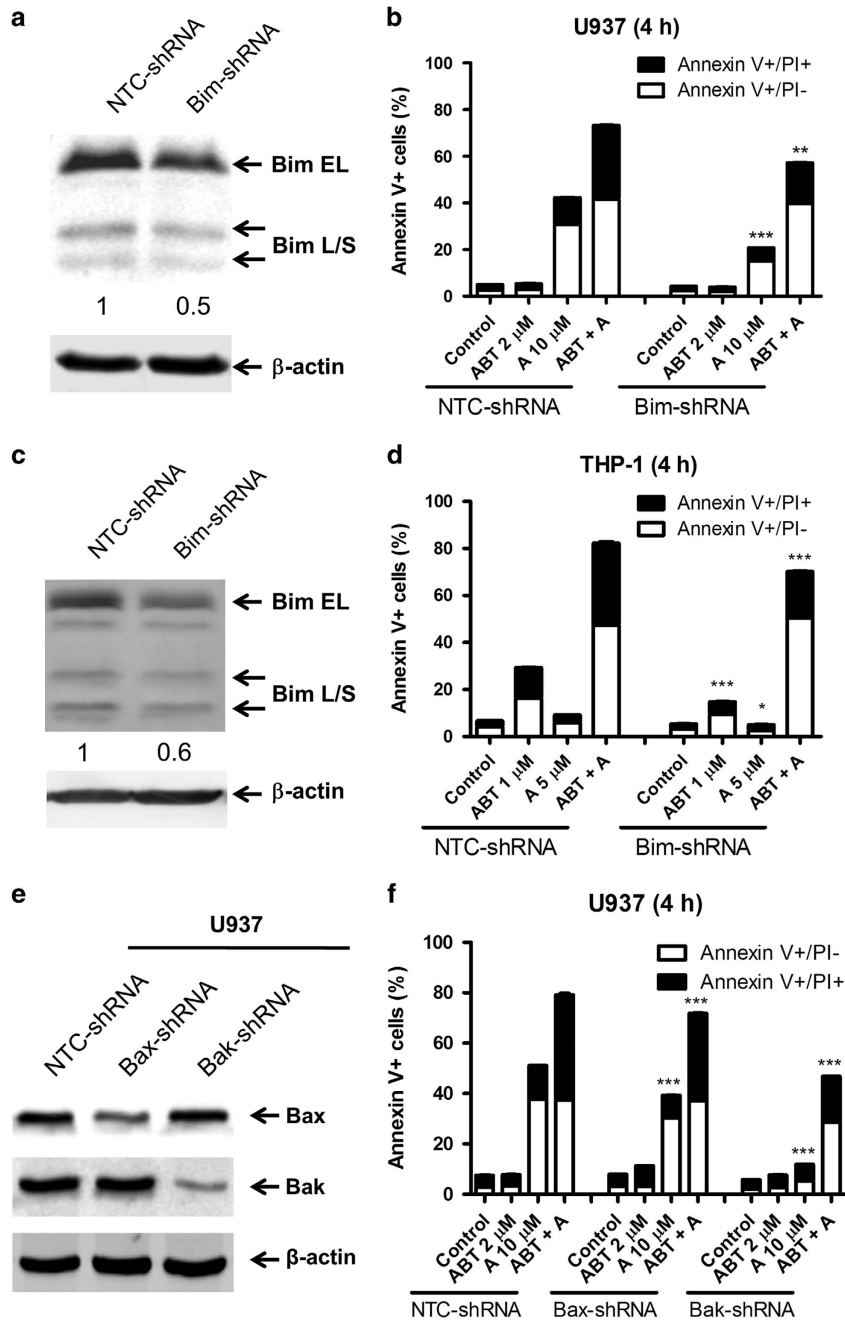 a
NTC-shRNA
Bim-shRNA
Bim EL
Bim L/S
1 0.5
β-actin
b
U937 (4 h)
Annexin V+/PI+
Annexin V+/PI-
Annexin V+ cells (%)
100
80
60
40
20
0
***
**
Control
ABT 2 μM
A 10 μM
ABT + A
Control
ABT 2 μM
A 10 μM
ABT + A
NTC-shRNA
Bim-shRNA
c
NTC-shRNA
Bim-shRNA
Bim EL
Bim L/S
1 0.6
β-actin
d
THP-1 (4 h)
Annexin V+/PI+
Annexin V+/PI-
Annexin V+ cells (%)
100
80
60
40
20
0
***
*
***
Control
ABT 1 μM
A 5 μM
ABT + A
Control
ABT 1 μM
A 5 μM
ABT + A
NTC-shRNA
Bim-shRNA
e
U937
NTC-shRNA
Bax-shRNA
Bak-shRNA
Bax
Bak
β-actin
f
U937 (4 h)
Annexin V+/PI-
Annexin V+/PI+
Annexin V+ cells (%)
100
80
60
40
20
0
***
***
***
***
Control
ABT 2 μM
A 10 μM
ABT + A
Control
ABT 2 μM
A 10 μM
ABT + A
Control
ABT 2 μM
A 10 μM
ABT + A
NTC-shRNA
Bax-shRNA
Bak-shRNA